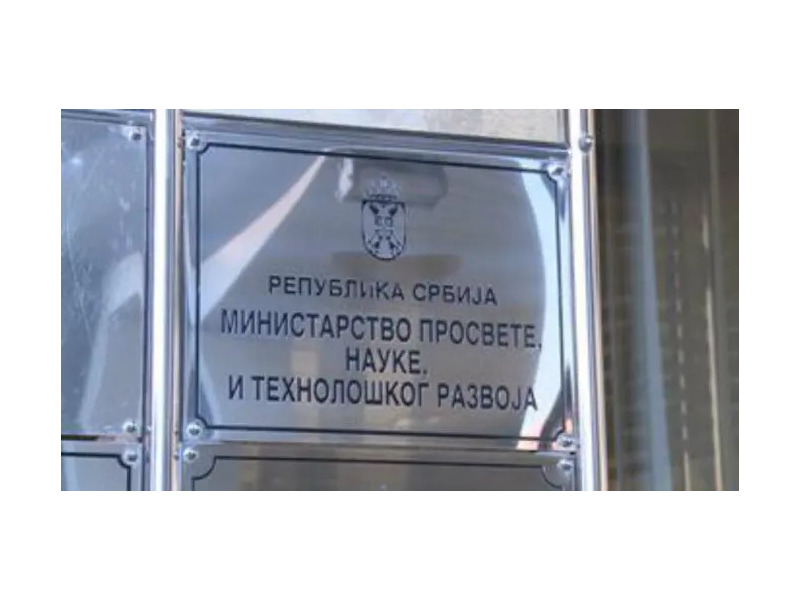 РЕПУБЛИКА СРБИЈА
МИНИСТАРСТВО ПРОСВЕТЕ,
НАУКЕ,
И ТЕХНОЛОШКОГ РАЗВОЈА